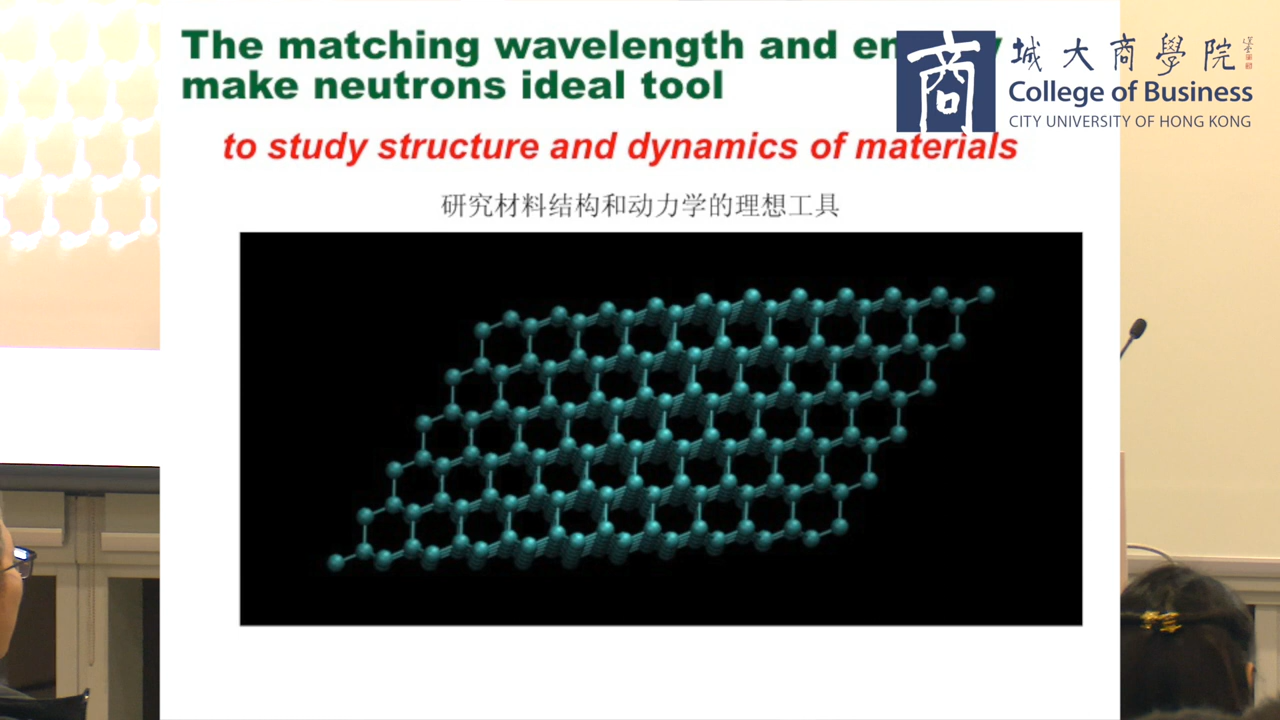 The matching wavelength and
make neutrons ideal tool
to study structure and dynamics of materials
研究材料结构和动力学的理想工具
商
城大商學院
College of Business
CITY UNIVERSITY OF HONG KONG